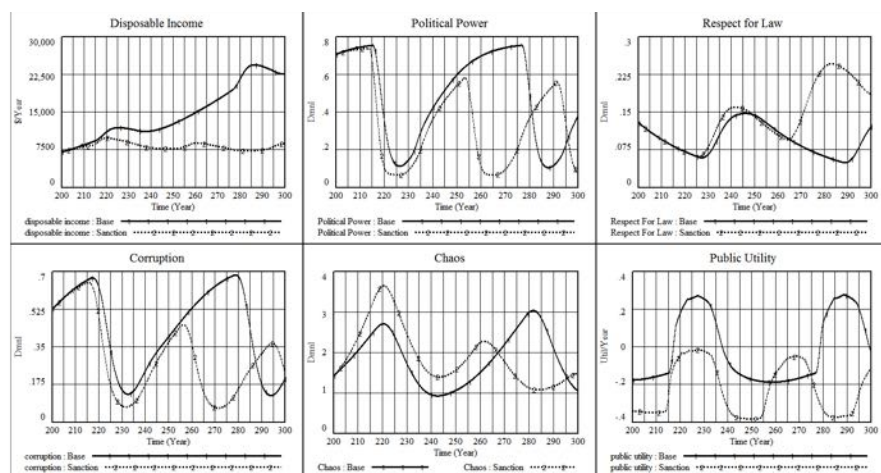 Disposable Income
30,000
22,500
15,000
7500
0
$/Year
200 210 220 230 240 250 260 270 280 290 300
Time (Year)
disposable income : Base
disposable income : Sanction
Political Power
.8
.6
.4
.2
0
Dmnl
200 210 220 230 240 250 260 270 280 290 300
Time (Year)
Political Power : Base
Political Power : Sanction
Respect for Law
.3
.225
.15
.075
0
Dmnl
200 210 220 230 240 250 260 270 280 290 300
Time (Year)
Respect For Law : Base
Respect For Law : Sanction
Corruption
.7
.525
.35
.175
0
Dmnl
200 210 220 230 240 250 260 270 280 290 300
Time (Year)
corruption : Base
corruption : Sanction
Chaos
4
3
2
1
0
Dmnl
200 210 220 230 240 250 260 270 280 290 300
Time (Year)
Chaos : Base Chaos : Sanction
Public Utility
.4
.2
0
-.2
-.4
Util/Year
200 210 220 230 240 250 260 270 280 290 300
Time (Year)
public utility : Base
public utility : Sanction